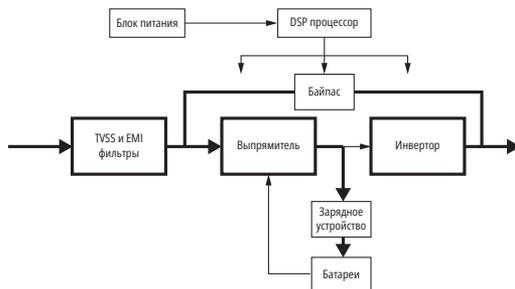 Блок питания
DSP процессор
Байпас
TVSS и EMI
фильтры
Выпрямитель
Инвертор
Зарядное
устройство
Батареи